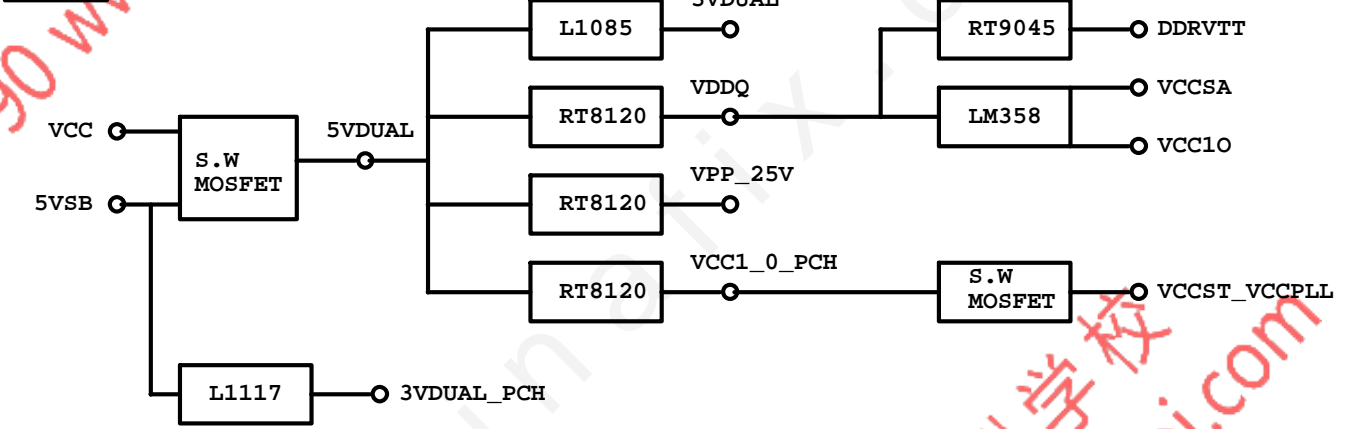 L1085
RT9045
DDRVTT
VDDQ
VCCSA
RT8120
LM358
VCC
5VDUAL
VCC1O
S.W
MOSFET
VPP_25V
5VSB
RT8120
VCC1_0_PCH
RT8120
S.W
MOSFET
VCCST_VCCPLL
L1117
3VDUAL_PCH